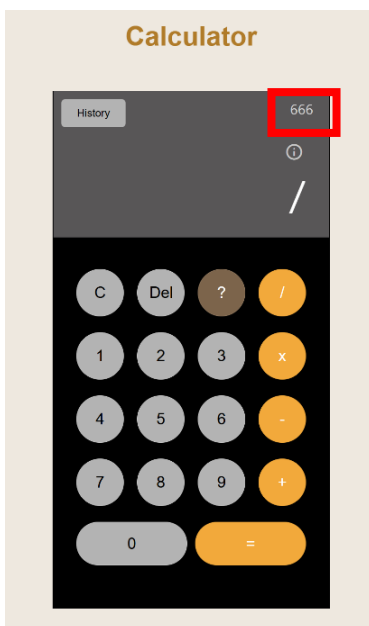 Calculator
History 666
/
C Del ? /
1 2 3 x
4 5 6 -
7 8 9 +
0 =